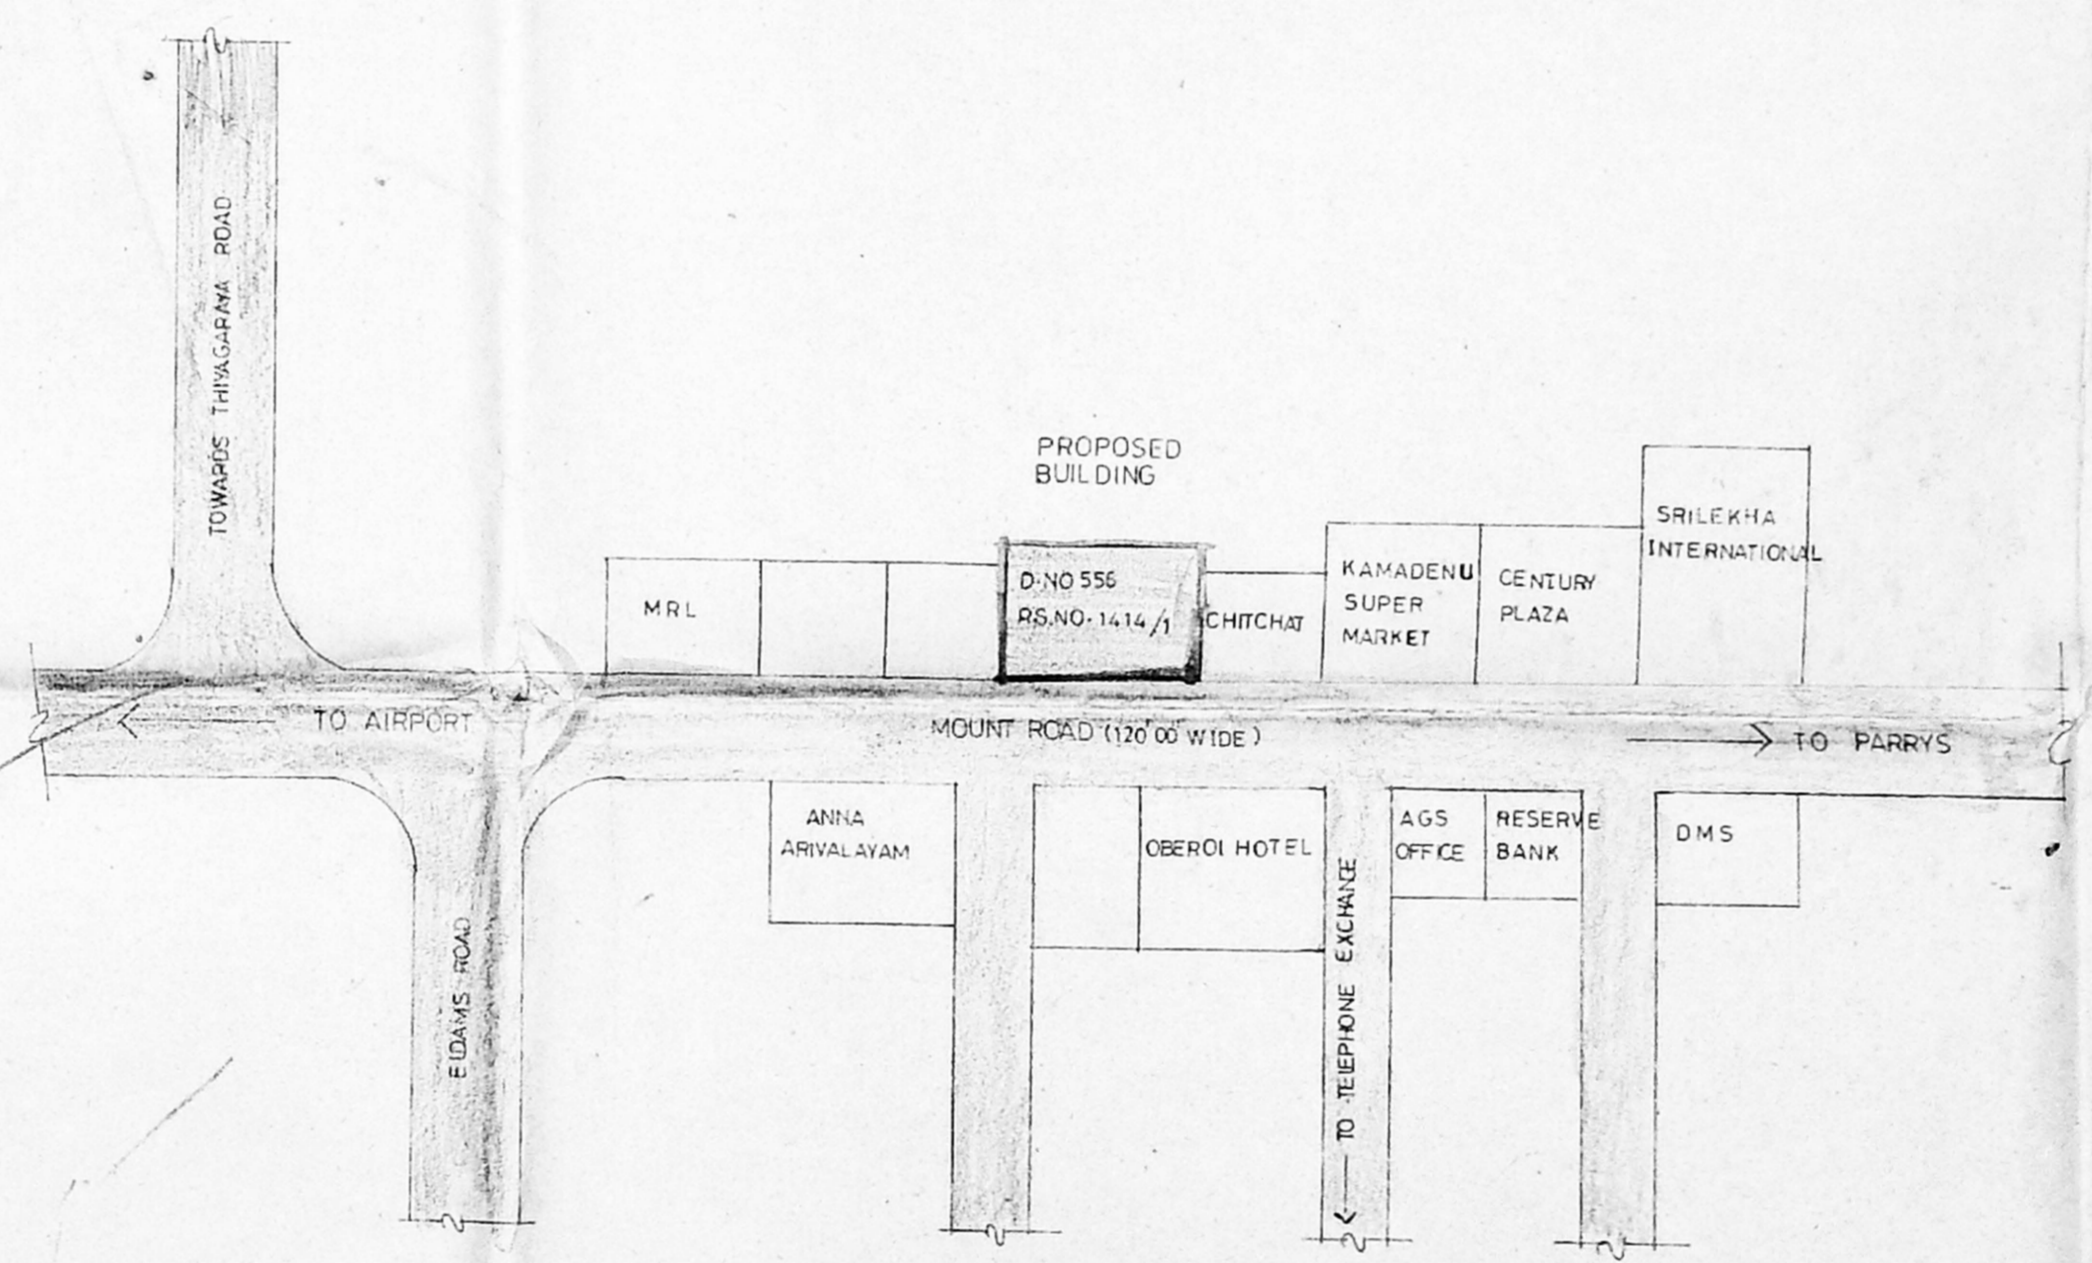 TOWARDS THIYAGARAYA ROAD
PROPOSED
BUILDING
MRL
D.NO 556
R.S.NO. 1414/1
CHITCHAT
KAMADENU
SUPER
MARKET
CENTURY
PLAZA
SRILEKHA
INTERNATIONAL
TO AIRPORT
MOUNT ROAD (120'00" WIDE)
TO PARRYS
ANNA
ARIVALAYAM
OBEROI HOTEL
AGS
OFFICE
RESERVE
BANK
DMS
ELDAMS ROAD
TO TELEPHONE EXCHANGE